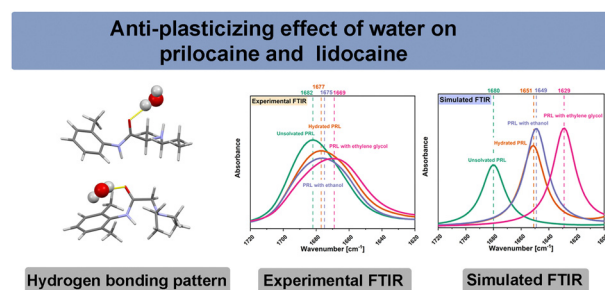 Anti-plasticizing effect of water on
prilocaine and lidocaine
1677
1682 1675 1669
Experimental FTIR
Hydrated PRL
Unsolvated PRL
PRL with ethylene glycol
PRL with ethanol
Absorbance
1720 1700 1680 1660 1640 1620
Wavenumber [cm⁻¹]
1680 1651 1649 1629
Simulated FTIR
PRL with ethylene glycol
PRL with ethanol
Hydrated PRL
Unsolvated PRL
Absorbance
1720 1700 1680 1660 1640 1620
Wavenumber [cm⁻¹]
Hydrogen bonding pattern
Experimental FTIR
Simulated FTIR